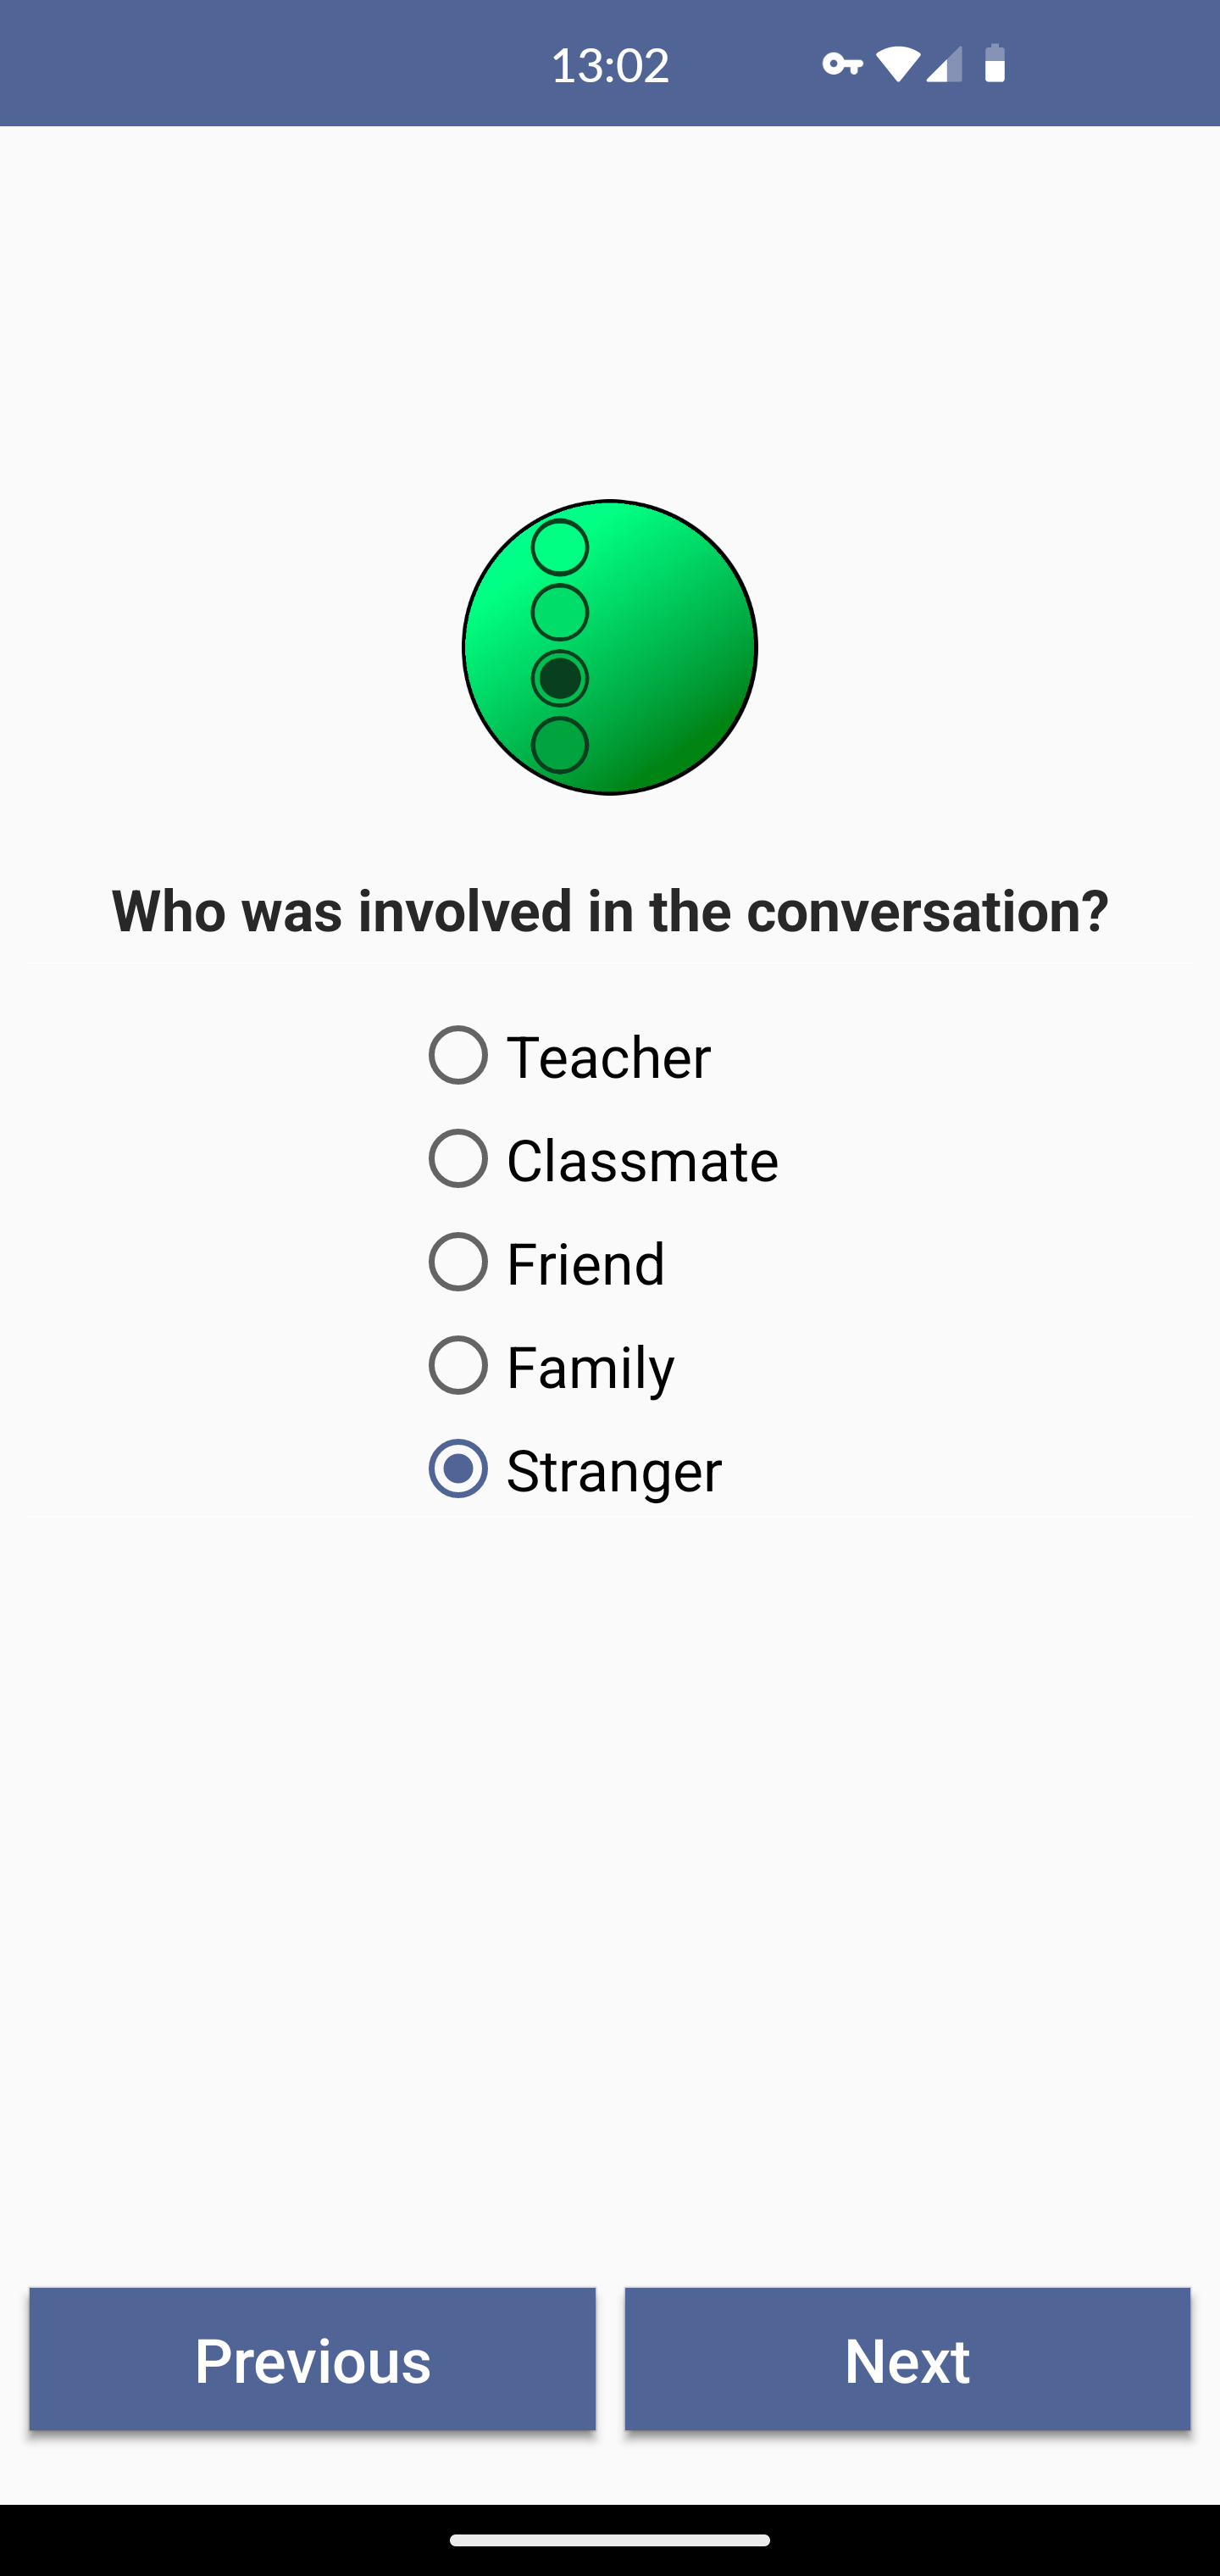 13:02
Who was involved in the conversation?
Teacher
Classmate
Friend
Family
Stranger
Previous
Next